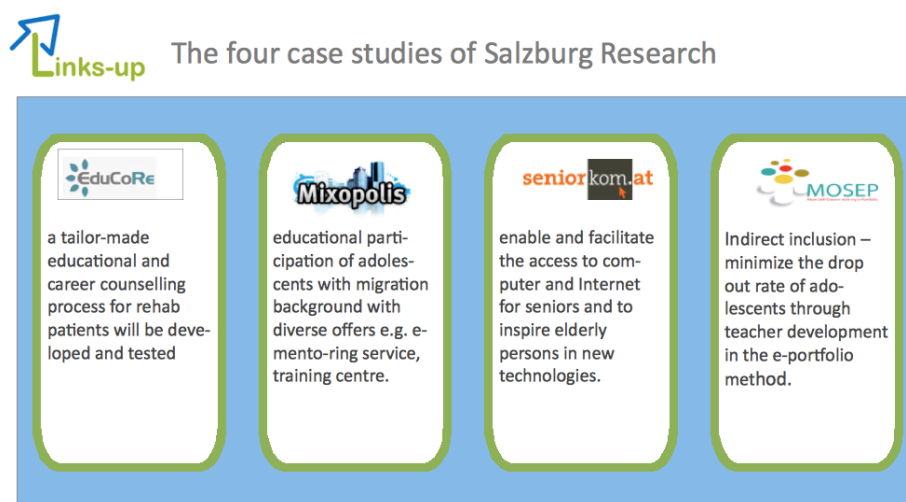 Links-up
The four case studies of Salzburg Research
EduCoRe
a tailor-made
educational and
career counselling
process for rehab
patients will be deve-
loped and tested
Mixopolis
educational parti-
cipation of adoles-
cents with migration
background with
diverse offers e.g. e-
mento-ring service,
training centre.
seniorkom.at
enable and facilitate
the access to com-
puter and Internet
for seniors and to
inspire elderly
persons in new
technologies.
MOSEP
Indirect inclusion –
minimize the drop
out rate of ado-
lescents through
teacher development
in the e-portfolio
method.